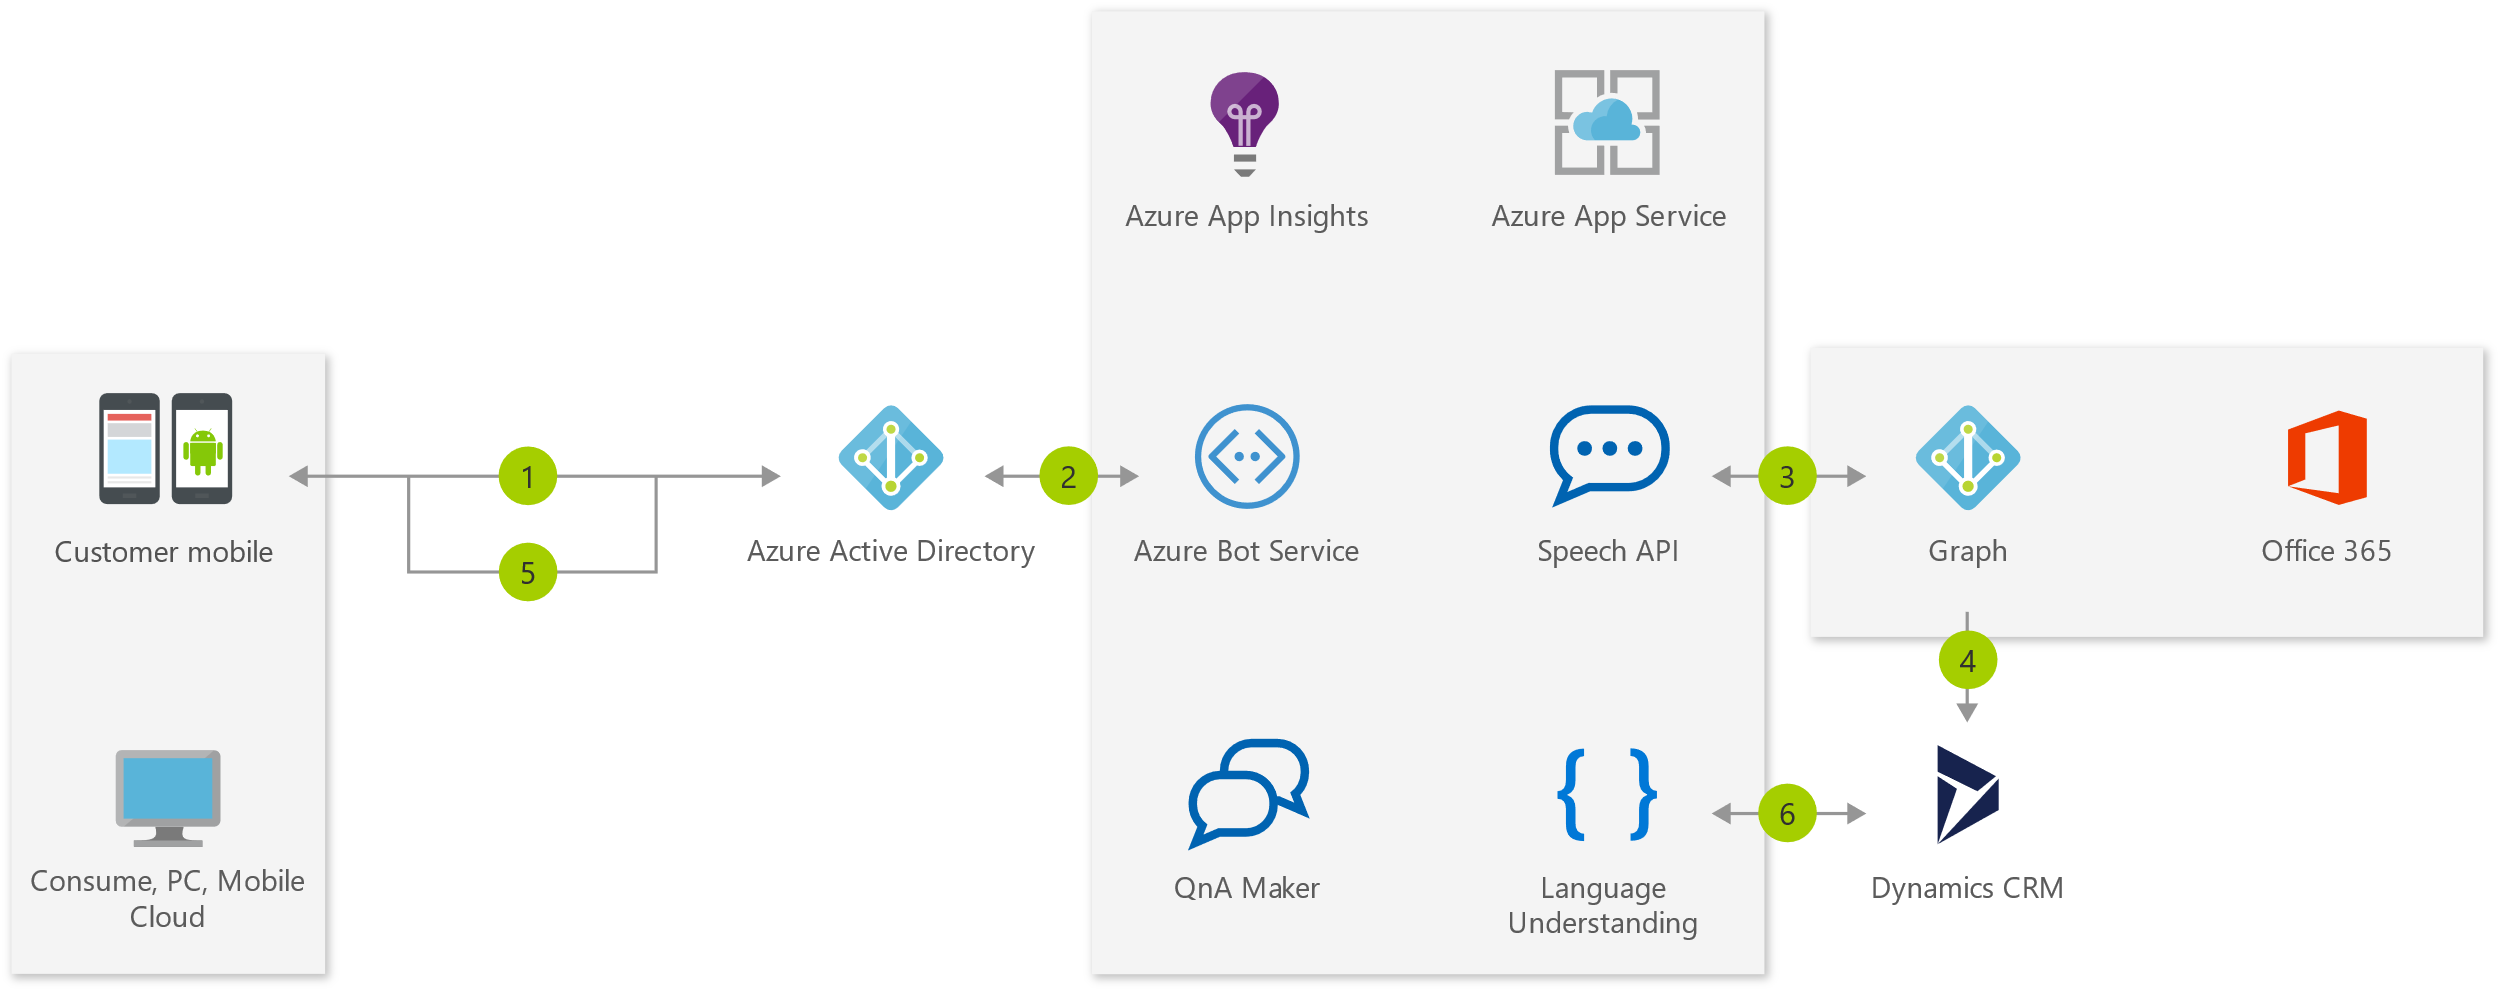 Azure App Insights
Azure App Service
1
2
3
Customer mobile
5
Azure Active Directory
Azure Bot Service
Speech API
Graph
Office 365
4
6
Consume, PC, Mobile
Cloud
QnA Maker
Language
Understanding
Dynamics CRM